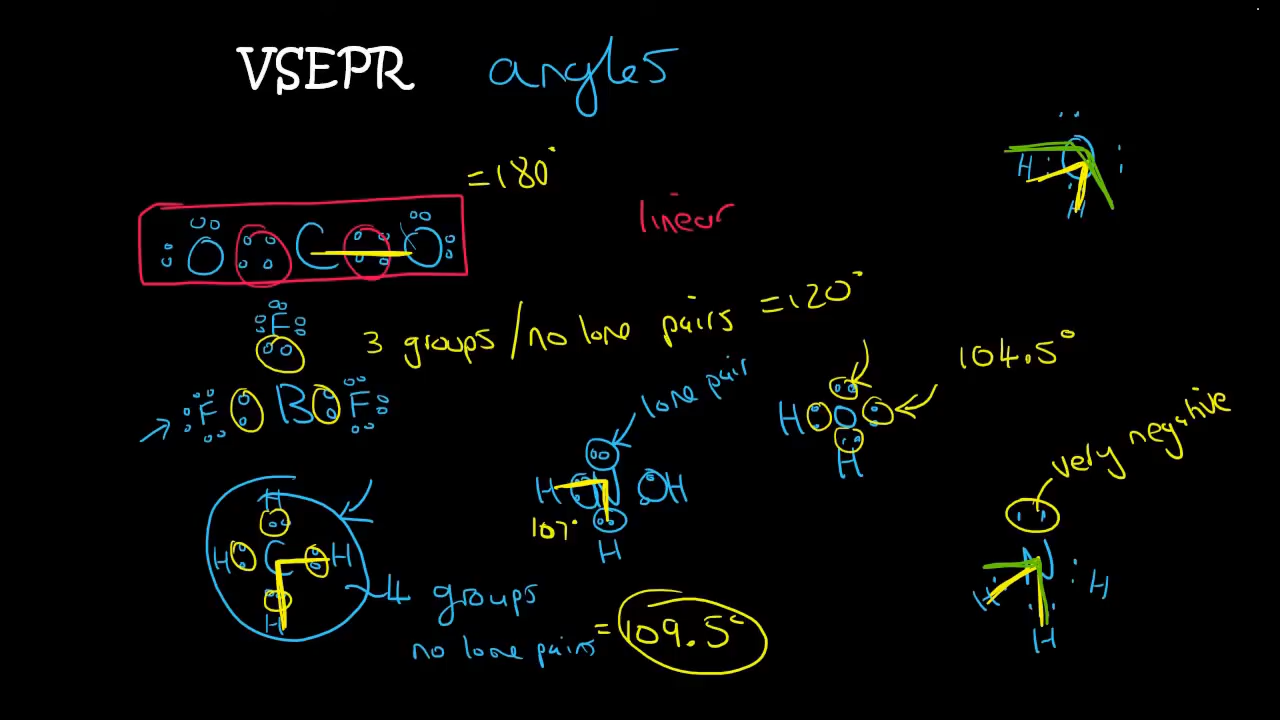 VSEPR angles
=180°
linear
O C O
F
3 groups/no lone pairs =120°
F B F
lone pair
104.5°
H O
H
very negative
H N H
107°
H
H
H C H
H
4 groups
no lone pairs = 109.5°
H
H
N
H H
H